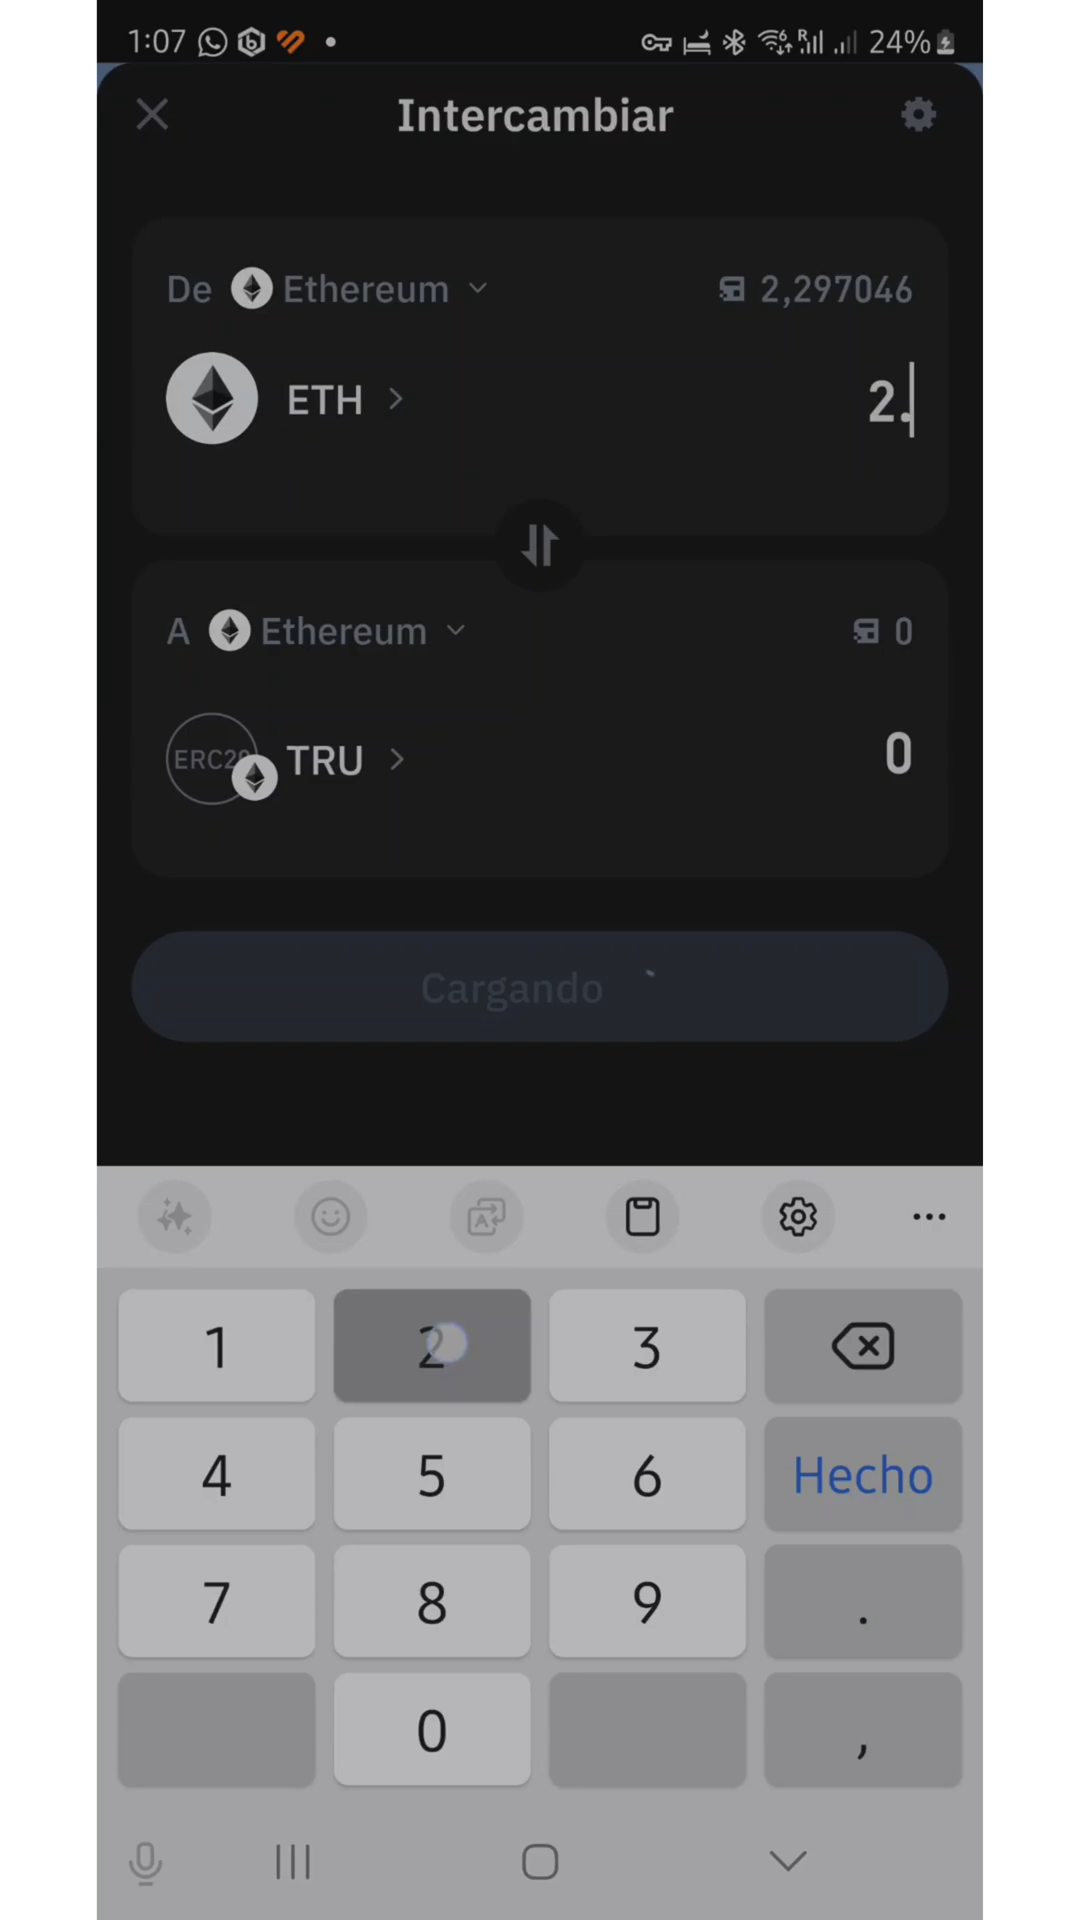 1:07 24%
Intercambiar
De Ethereum 2,297046
ETH 2.
A Ethereum 0
ERC20 TRU 0
Cargando
1 2 3
4 5 6 Hecho
7 8 9 .
0 ,